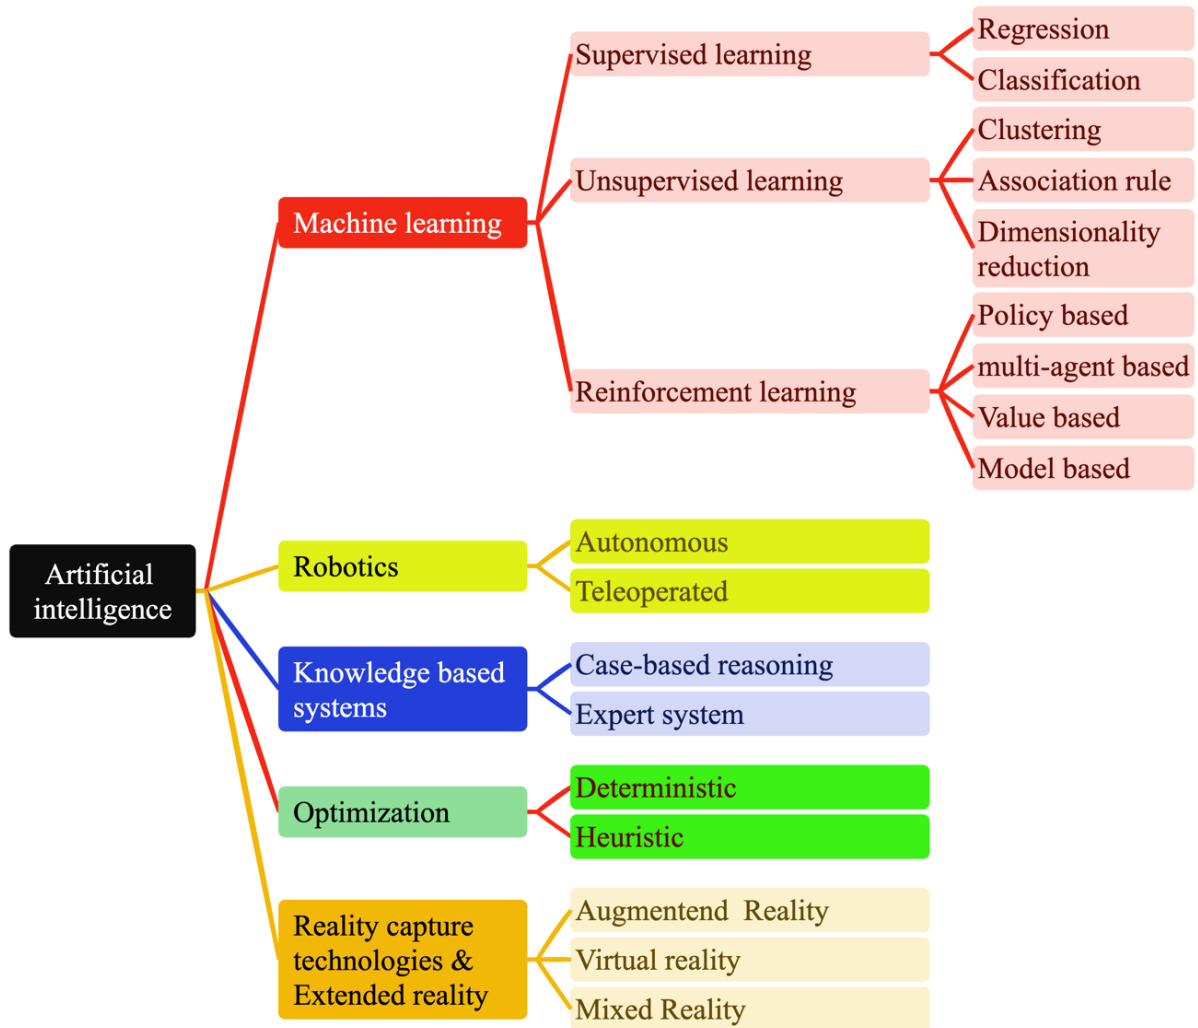 Artificial
intelligence
Machine learning
Supervised learning
Regression
Classification
Unsupervised learning
Clustering
Association rule
Dimensionality
reduction
Reinforcement learning
Policy based
multi-agent based
Value based
Model based
Robotics
Autonomous
Teleoperated
Knowledge based
systems
Case-based reasoning
Expert system
Optimization
Deterministic
Heuristic
Reality capture
technologies &
Extended reality
Augmentend  Reality
Virtual reality
Mixed Reality